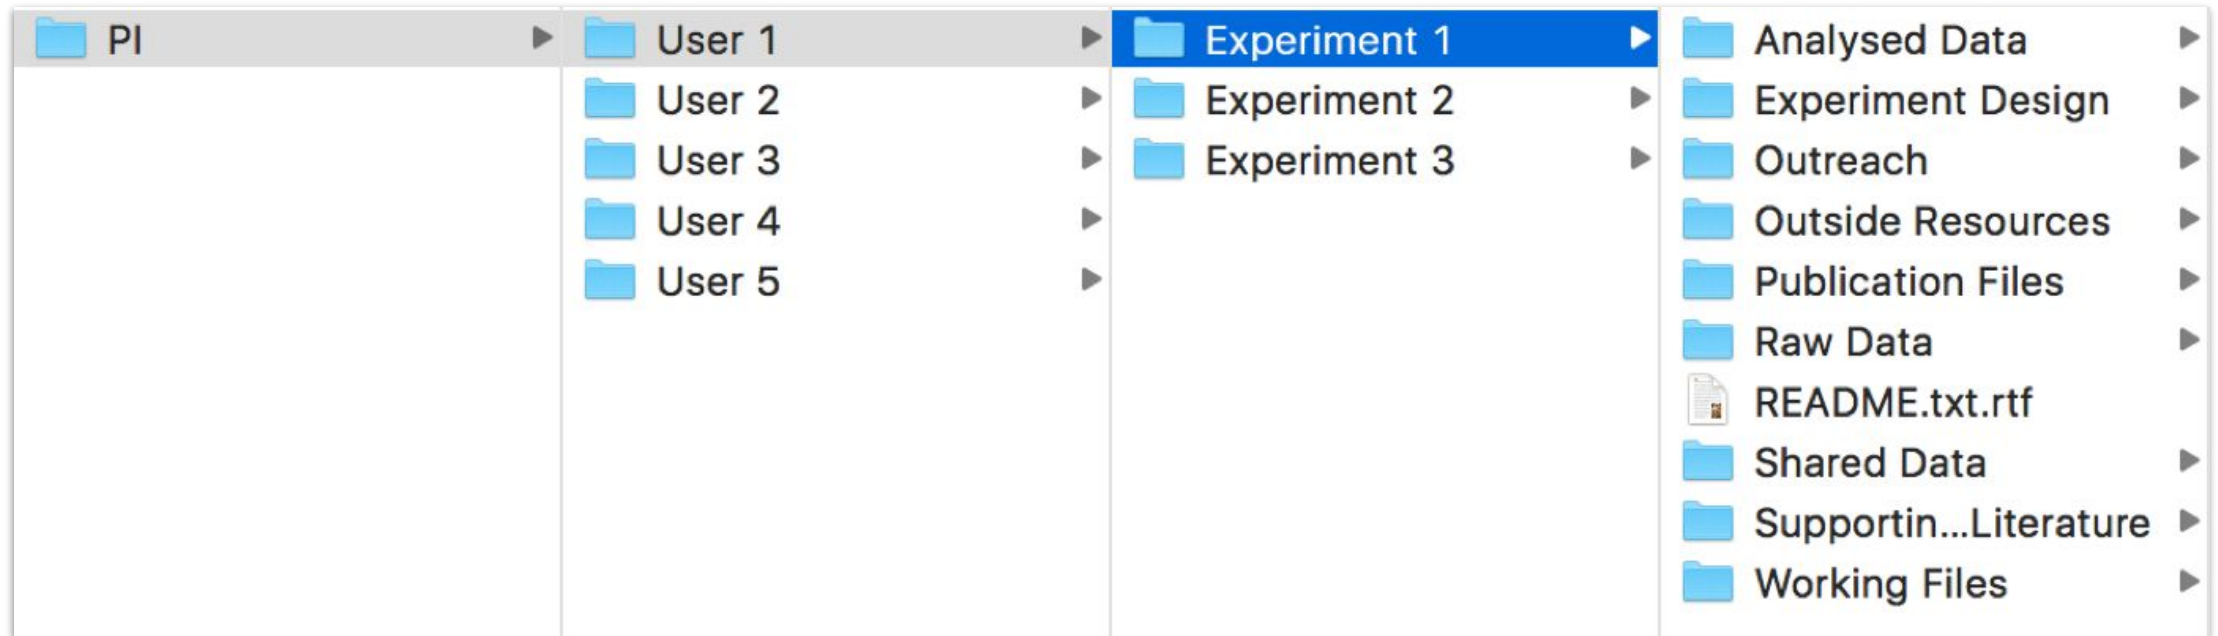 PI
User 1
User 2
User 3
User 4
User 5
Experiment 1
Experiment 2
Experiment 3
Analysed Data
Experiment Design
Outreach
Outside Resources
Publication Files
Raw Data
README.txt.rtf
Shared Data
Supportin...Literature
Working Files